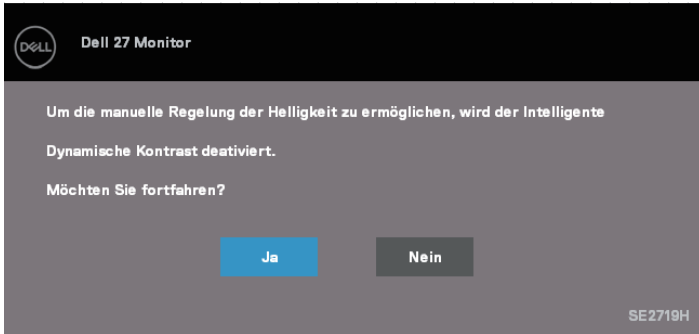 DELL
Dell 27 Monitor
Um die manuelle Regelung der Helligkeit zu ermöglichen, wird der Intelligente
Dynamische Kontrast deativiert.
Möchten Sie fortfahren?
Ja
Nein
SE2719H